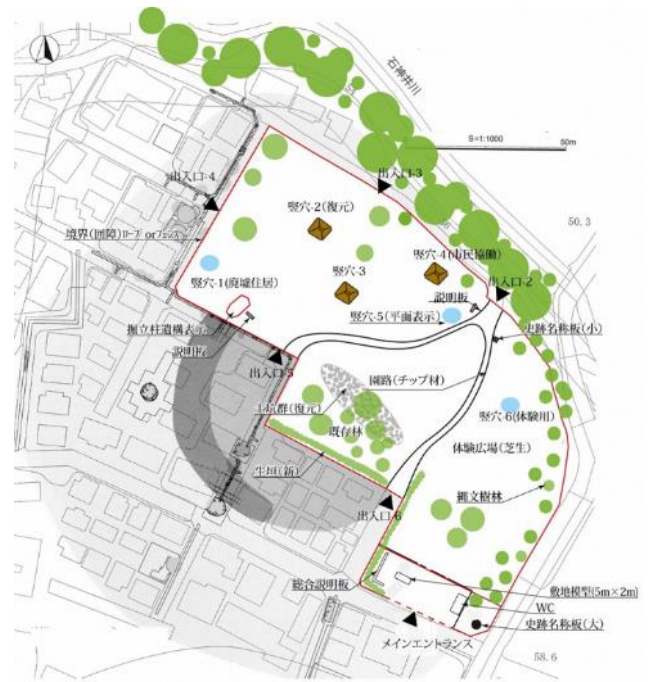 石神井川
S=1:1000
50m
出入口-3
出入口-4
50.3
竪穴-2(復元)
境界(囲障)ロープ orフェンス
竪穴-4(市民協働)
竪穴-3
竪穴-1(廃墟住居)
出入口-2
説明板
竪穴-5(平面表示)
史跡名称板(小)
掘立柱遺構表示
説明板
出入口-5
園路(チップ材)
土坑群(復元)
竪穴-6(体験用)
既存林
体験広場(芝生)
生垣(新)
縄文樹林
出入口-6
総合説明板
敷地模型(5m×2m)
WC
史跡名称板(大)
メインエントランス
58.6